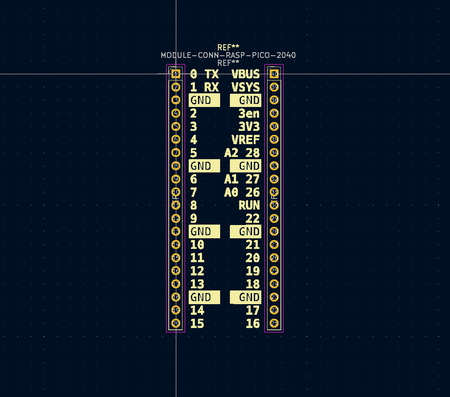 REF**
MODULE-CONN-RASP-PICO-2040
REF**
0 TX VBUS
1 RX VSYS
GND GND
2 3en
3 3V3
4 VREF
5 A2 28
GND GND
6 A1 27
7 A0 26
8 RUN
9 22
GND GND
10 21
11 20
12 19
13 18
GND GND
14 17
15 16